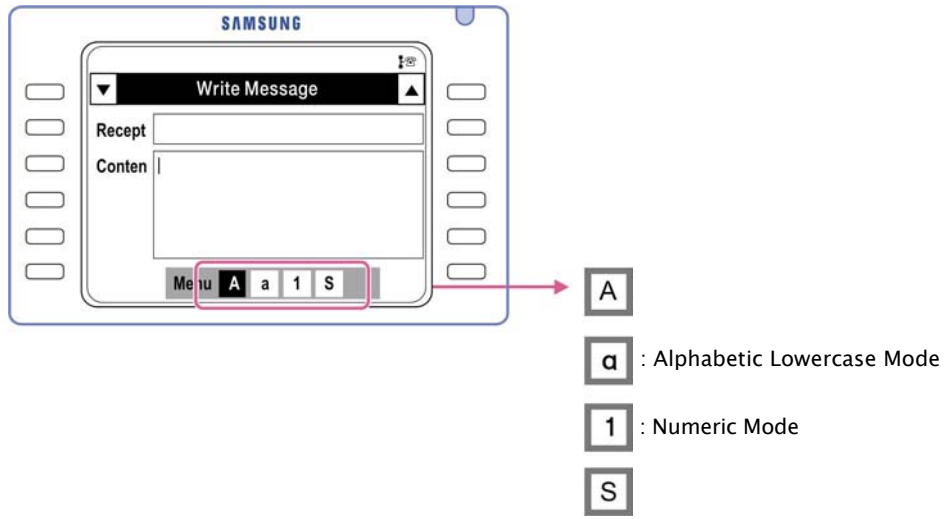 SAMSUNG
Write Message
Recept
Conten
Menu A a 1 S
A
a : Alphabetic Lowercase Mode
1 : Numeric Mode
S